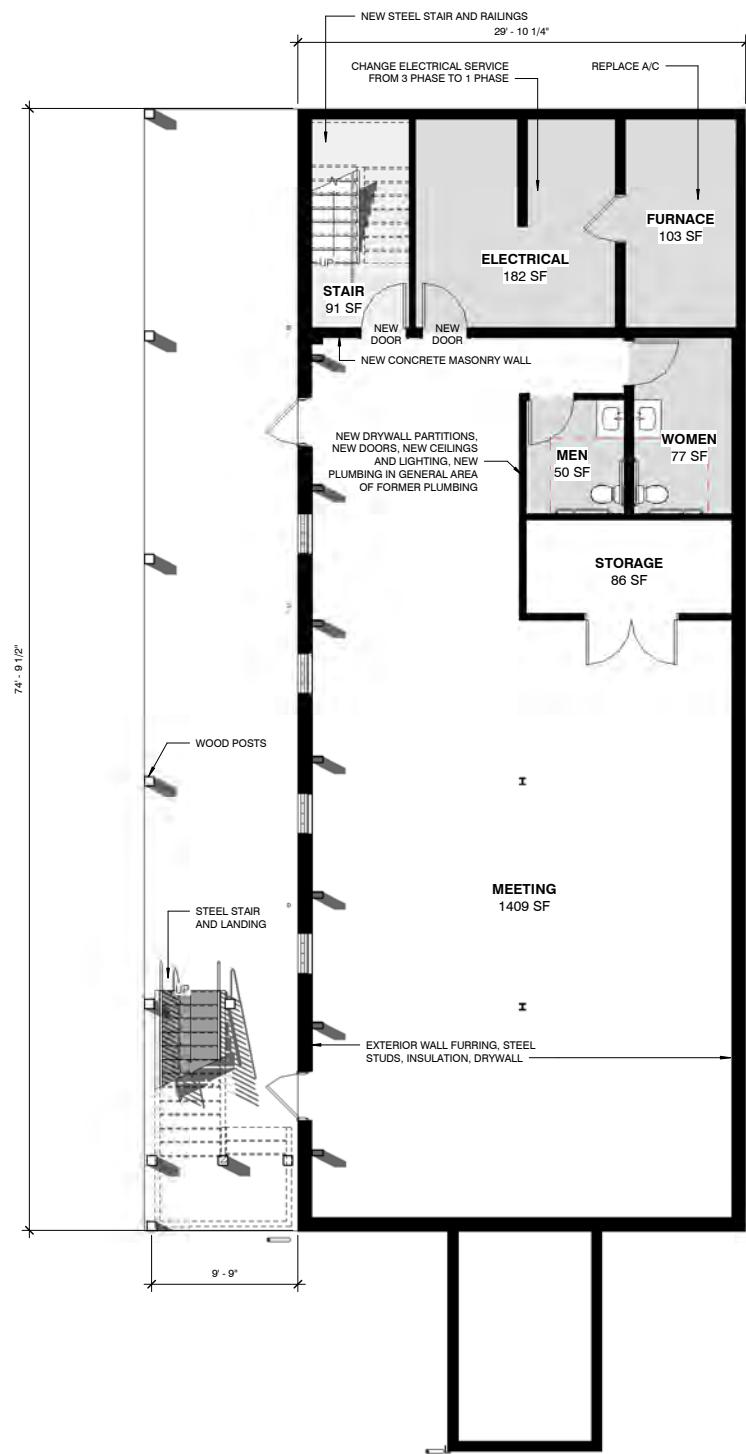 NEW STEEL STAIR AND RAILINGS
29' - 10 1/4"
CHANGE ELECTRICAL SERVICE
FROM 3 PHASE TO 1 PHASE
REPLACE A/C
FURNACE
103 SF
ELECTRICAL
182 SF
UP
STAIR
91 SF
NEW
DOOR
NEW
DOOR
NEW CONCRETE MASONRY WALL
NEW DRYWALL PARTITIONS,
NEW DOORS, NEW CEILINGS
AND LIGHTING, NEW
PLUMBING IN GENERAL AREA
OF FORMER PLUMBING
MEN
50 SF
WOMEN
77 SF
STORAGE
86 SF
74' - 9 1/2"
WOOD POSTS
MEETING
1409 SF
STEEL STAIR
AND LANDING
UP
EXTERIOR WALL FURRING, STEEL
STUDS, INSULATION, DRYWALL
9' - 9"